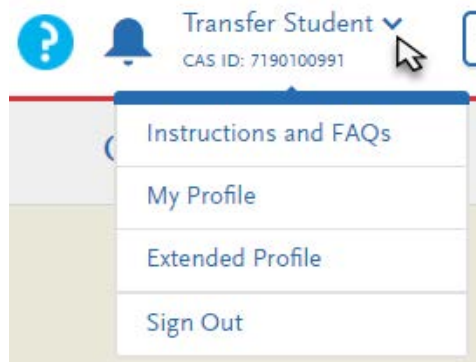 ?
Transfer Student
CAS ID: 7190100991
Instructions and FAQs
My Profile
Extended Profile
Sign Out